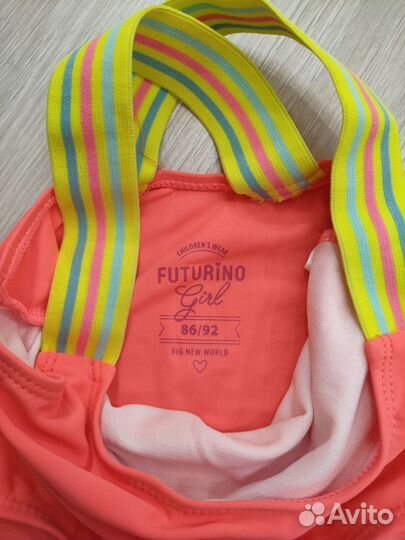 CHILDREN'S WEAR
FUTURINO
Girl
86/92
BIG NEW WORLD
Avito